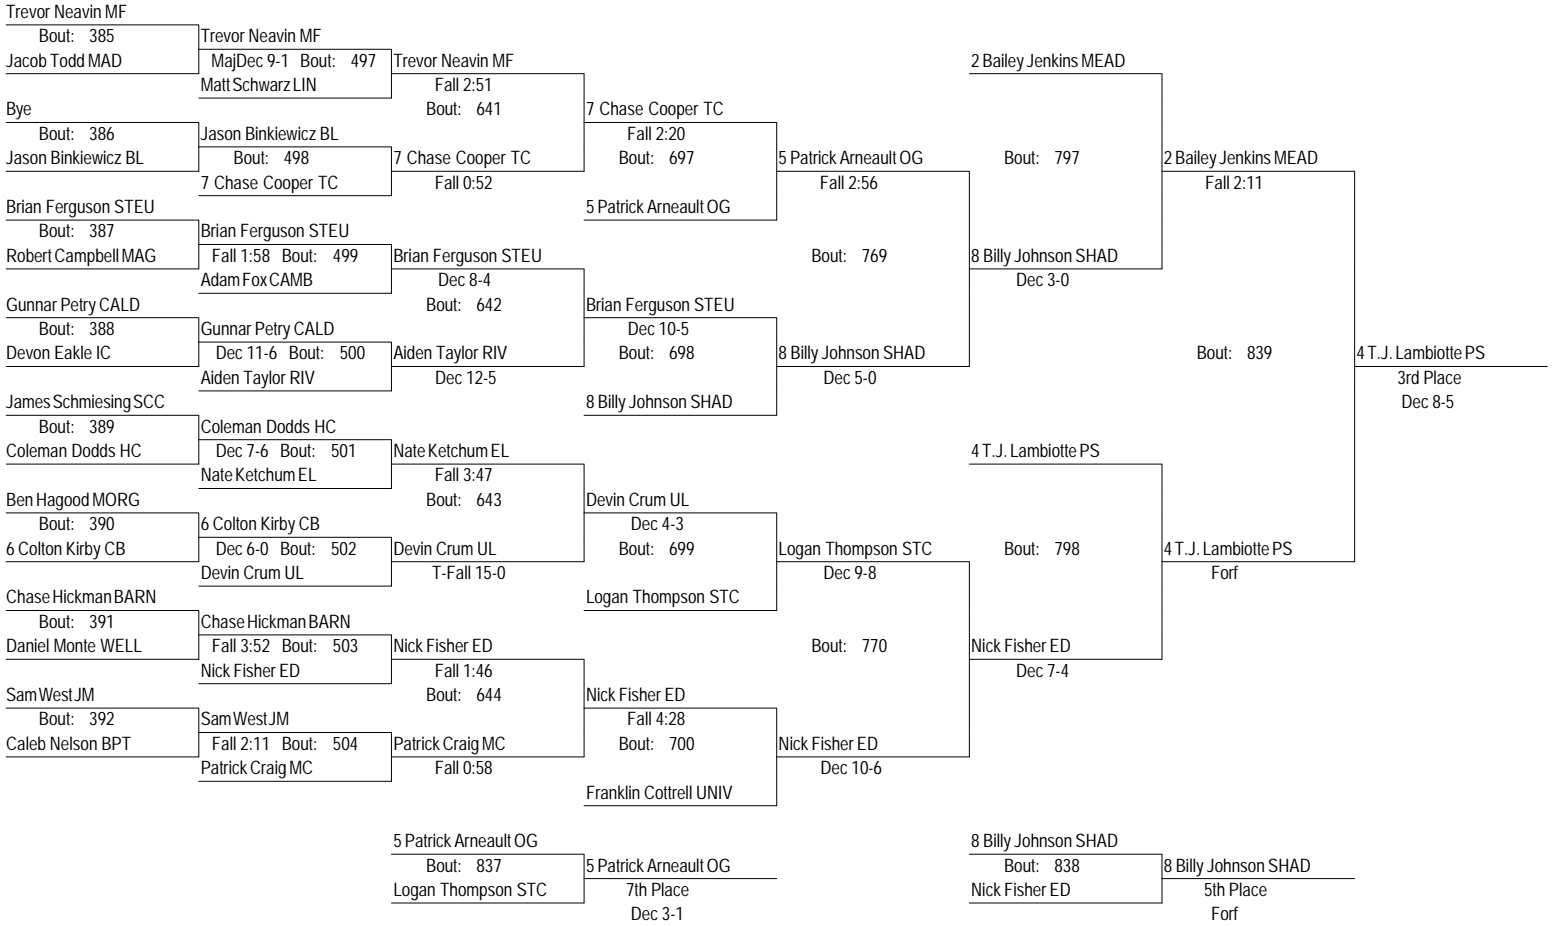 Trevor Neavin MF
Bout: 385
Trevor Neavin MF
Jacob Todd MAD
MajDec 9-1 Bout: 497
Trevor Neavin MF
2 Bailey Jenkins MEAD
Matt Schwarz LIN
Fall 2:51
Bye
Bout: 641
7 Chase Cooper TC
Bout: 386
Jason Binkiewicz BL
Fall 2:20
Jason Binkiewicz BL
Bout: 498
7 Chase Cooper TC
Bout: 697
5 Patrick Arneault OG
Bout: 797
2 Bailey Jenkins MEAD
7 Chase Cooper TC
Fall 0:52
Fall 2:56
Fall 2:11
Brian Ferguson STEU
5 Patrick Arneault OG
Bout: 387
Brian Ferguson STEU
Robert Campbell MAG
Fall 1:58 Bout: 499
Brian Ferguson STEU
Bout: 769
8 Billy Johnson SHAD
Adam Fox CAMB
Dec 8-4
Dec 3-0
Gunnar Petry CALD
Bout: 642
Brian Ferguson STEU
Bout: 388
Gunnar Petry CALD
Dec 10-5
Devon Eakle IC
Dec 11-6 Bout: 500
Aiden Taylor RIV
Bout: 698
8 Billy Johnson SHAD
Bout: 839
4 T.J. Lambiotte PS
Aiden Taylor RIV
Dec 12-5
Dec 5-0
3rd Place
James Schmiesing SCC
8 Billy Johnson SHAD
Dec 8-5
Bout: 389
Coleman Dodds HC
Coleman Dodds HC
Dec 7-6 Bout: 501
Nate Ketchum EL
4 T.J. Lambiotte PS
Nate Ketchum EL
Fall 3:47
Ben Hagood MORG
Bout: 643
Devin Crum UL
Bout: 390
6 Colton Kirby CB
Dec 4-3
6 Colton Kirby CB
Dec 6-0 Bout: 502
Devin Crum UL
Bout: 699
Logan Thompson STC
Bout: 798
4 T.J. Lambiotte PS
Devin Crum UL
T-Fall 15-0
Dec 9-8
Forf
Chase Hickman BARN
Logan Thompson STC
Bout: 391
Chase Hickman BARN
Daniel Monte WELL
Fall 3:52 Bout: 503
Nick Fisher ED
Bout: 770
Nick Fisher ED
Nick Fisher ED
Fall 1:46
Dec 7-4
Sam West JM
Bout: 644
Nick Fisher ED
Bout: 392
Sam West JM
Fall 4:28
Caleb Nelson BPT
Fall 2:11 Bout: 504
Patrick Craig MC
Bout: 700
Nick Fisher ED
Patrick Craig MC
Fall 0:58
Dec 10-6
Franklin Cottrell UNIV
5 Patrick Arneault OG
8 Billy Johnson SHAD
Bout: 837
5 Patrick Arneault OG
Bout: 838
8 Billy Johnson SHAD
Logan Thompson STC
7th Place
Nick Fisher ED
5th Place
Dec 3-1
Forf